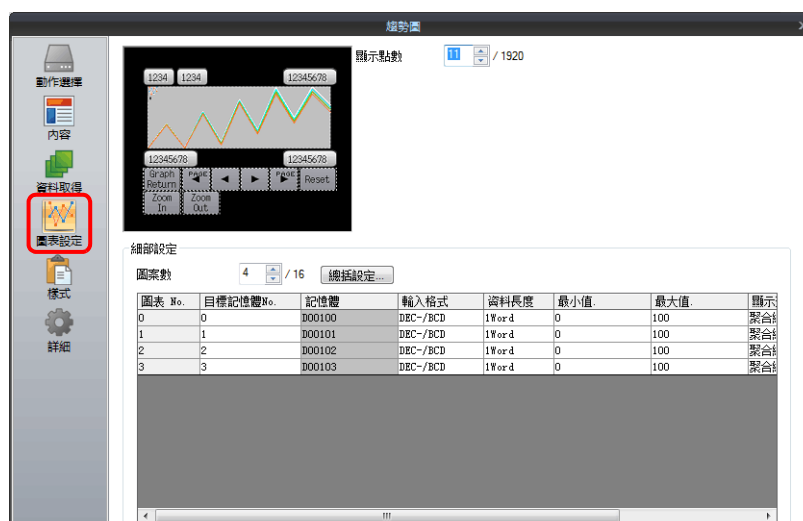 趨勢圖
動作選擇
內容
資料取得
圖表設定
樣式
詳細
顯示點數 11 / 1920
1234 1234 12345678
12345678 12345678
Graph Return PAGE ◄ ◄ ► PAGE ► Reset
Zoom In Zoom Out
細部設定
圖案數 4 / 16 總括設定...
圖表 No. 目標記憶體No. 記憶體 輸入格式 資料長度 最小值. 最大值. 顯示
0 0 D00100 DEC-/BCD 1Word 0 100 聚合
1 1 D00101 DEC-/BCD 1Word 0 100 聚合
2 2 D00102 DEC-/BCD 1Word 0 100 聚合
3 3 D00103 DEC-/BCD 1Word 0 100 聚合